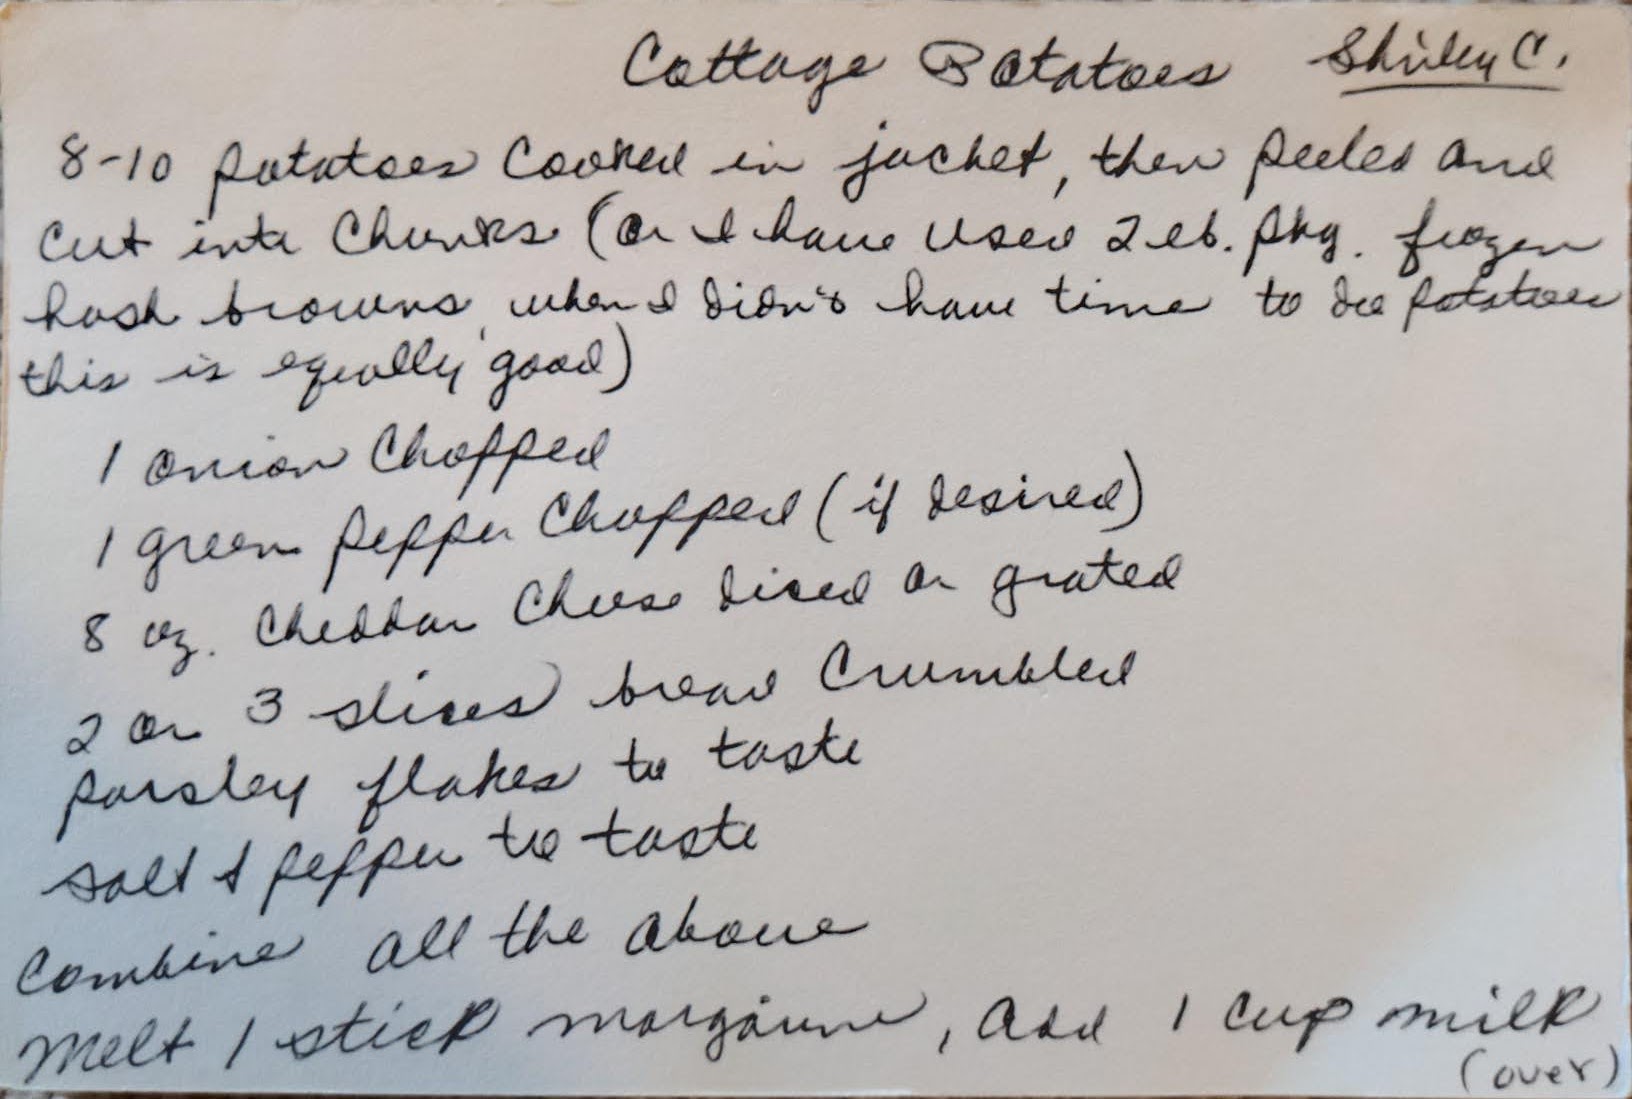 Cottage Potatoes Shirley C.
8-10 potatoes Cooked in jacket, then peeled and
cut into Chunks (or I have used 2 lb. pkg. frozen
hash browns, when I didn't have time to do potatoes
this is equally good)
1 onion Chopped
1 green pepper Chopped (if desired)
8 oz. Cheddar Cheese diced or grated
2 or 3 slices bread Crumbled
parsley flakes to taste
salt & pepper to taste
Combine all the above
Melt 1 stick margarine, add 1 cup milk
(over)